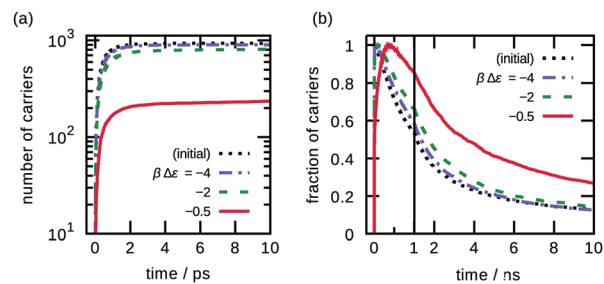 (a)
number of carriers
10³
10²
10¹
(initial)
β Δε = −4
−2
−0.5
0 2 4 6 8 10
time / ps
(b)
fraction of carriers
1
0.8
0.6
0.4
0.2
0
(initial)
β Δε = −4
−2
−0.5
0 1 2 4 6 8 10
time / ns